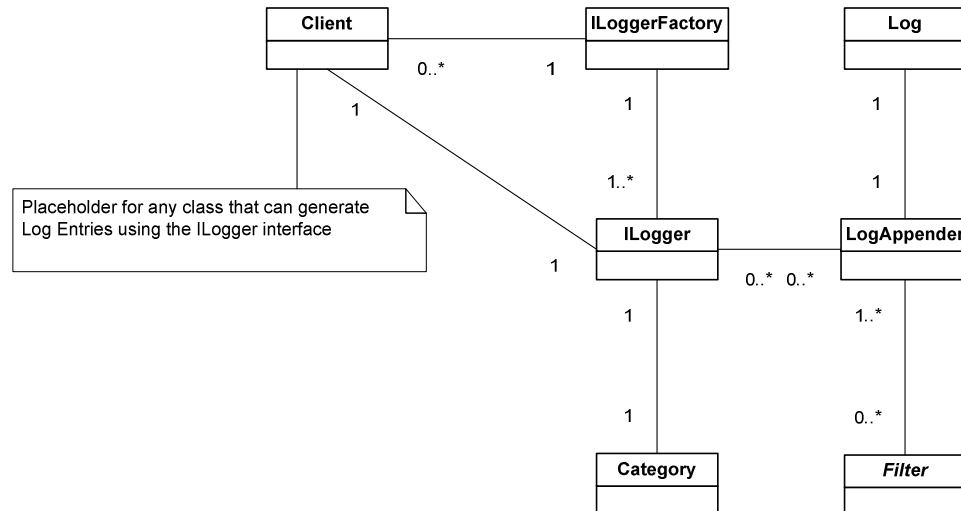 Client
ILoggerFactory
Log
0..*
1
1
1
1
1..*
1
Placeholder for any class that can generate
Log Entries using the ILogger interface
ILogger
LogAppender
1
0..*
0..*
1
1..*
1
0..*
Category
Filter